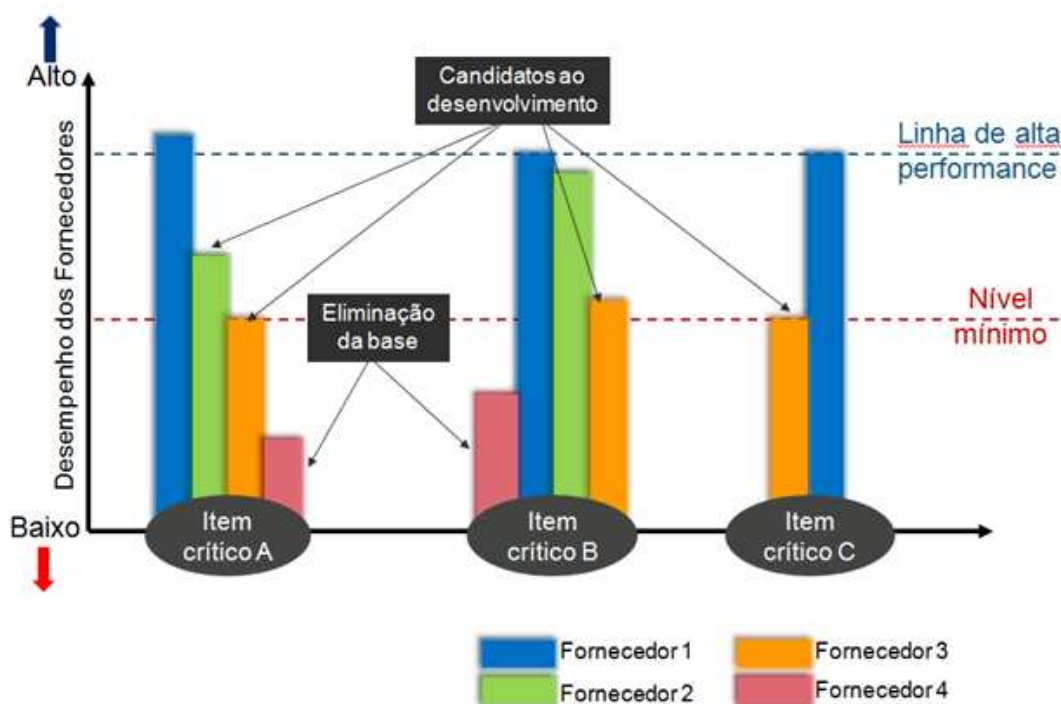 Alto
Desempenho dos Fornecedores
Baixo
Candidatos ao
desenvolvimento
Linha de alta
performance
Eliminação
da base
Nível
mínimo
Item
crítico A
Item
crítico B
Item
crítico C
Fornecedor 1
Fornecedor 2
Fornecedor 3
Fornecedor 4